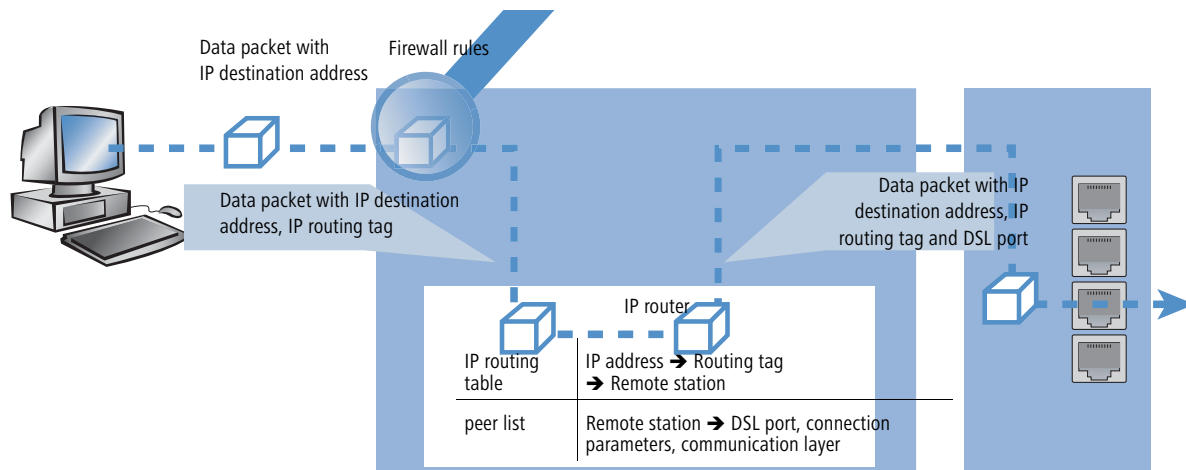 Data packet with
IP destination address
Firewall rules
Data packet with IP destination
address, IP routing tag
Data packet with IP
destination address, IP
routing tag and DSL port
IP router
IP routing
table
IP address ➔ Routing tag
➔ Remote station
peer list
Remote station ➔ DSL port, connection
parameters, communication layer